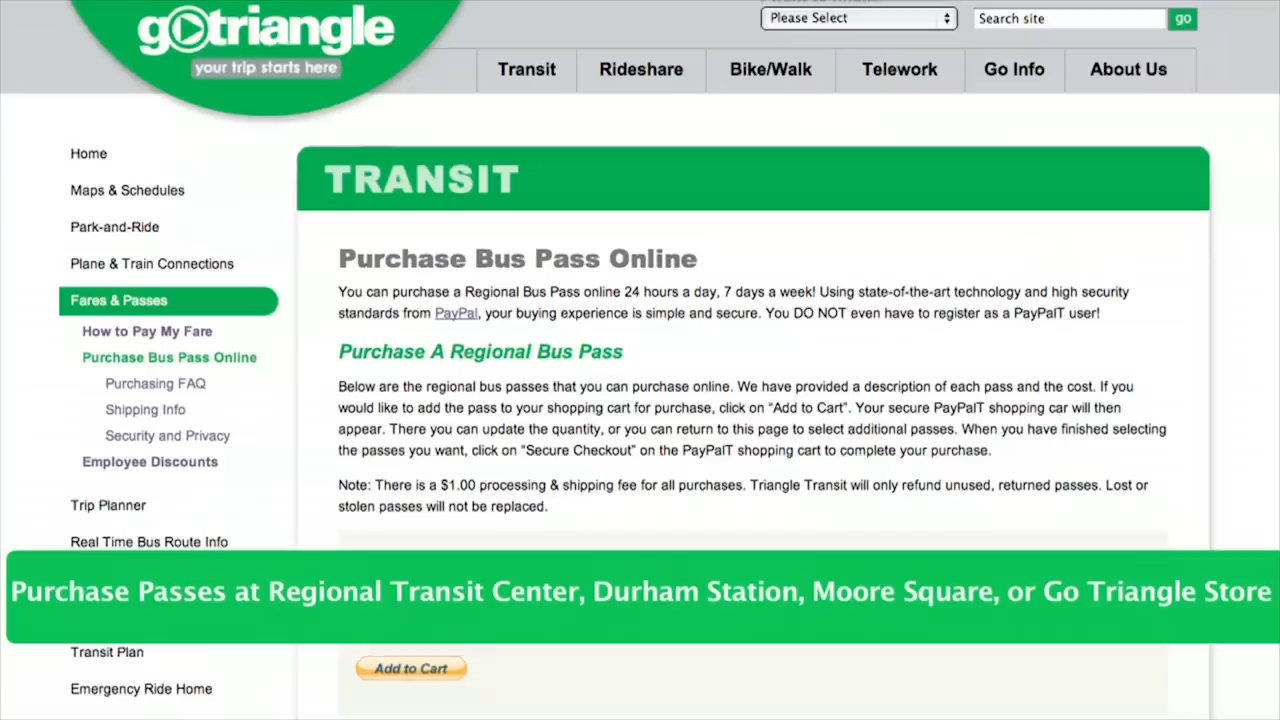 Please Select
Search site
go
gotriangle
your trip starts here
Transit
Rideshare
Bike/Walk
Telework
Go Info
About Us
Home
Maps & Schedules
Park-and-Ride
Plane & Train Connections
Fares & Passes
How to Pay My Fare
Purchase Bus Pass Online
Purchasing FAQ
Shipping Info
Security and Privacy
Employee Discounts
Trip Planner
Real Time Bus Route Info
TRANSIT
Purchase Bus Pass Online
You can purchase a Regional Bus Pass online 24 hours a day, 7 days a week! Using state-of-the-art technology and high security
standards from PayPal, your buying experience is simple and secure. You DO NOT even have to register as a PayPalT user!
Purchase A Regional Bus Pass
Below are the regional bus passes that you can purchase online. We have provided a description of each pass and the cost. If you
would like to add the pass to your shopping cart for purchase, click on “Add to Cart”. Your secure PayPalT shopping car will then
appear. There you can update the quantity, or you can return to this page to select additional passes. When you have finished selecting
the passes you want, click on “Secure Checkout” on the PayPalT shopping cart to complete your purchase.
Note: There is a $1.00 processing & shipping fee for all purchases. Triangle Transit will only refund unused, returned passes. Lost or
stolen passes will not be replaced.
Purchase Passes at Regional Transit Center, Durham Station, Moore Square, or Go Triangle Store
Transit Plan
Emergency Ride Home
Add to Cart